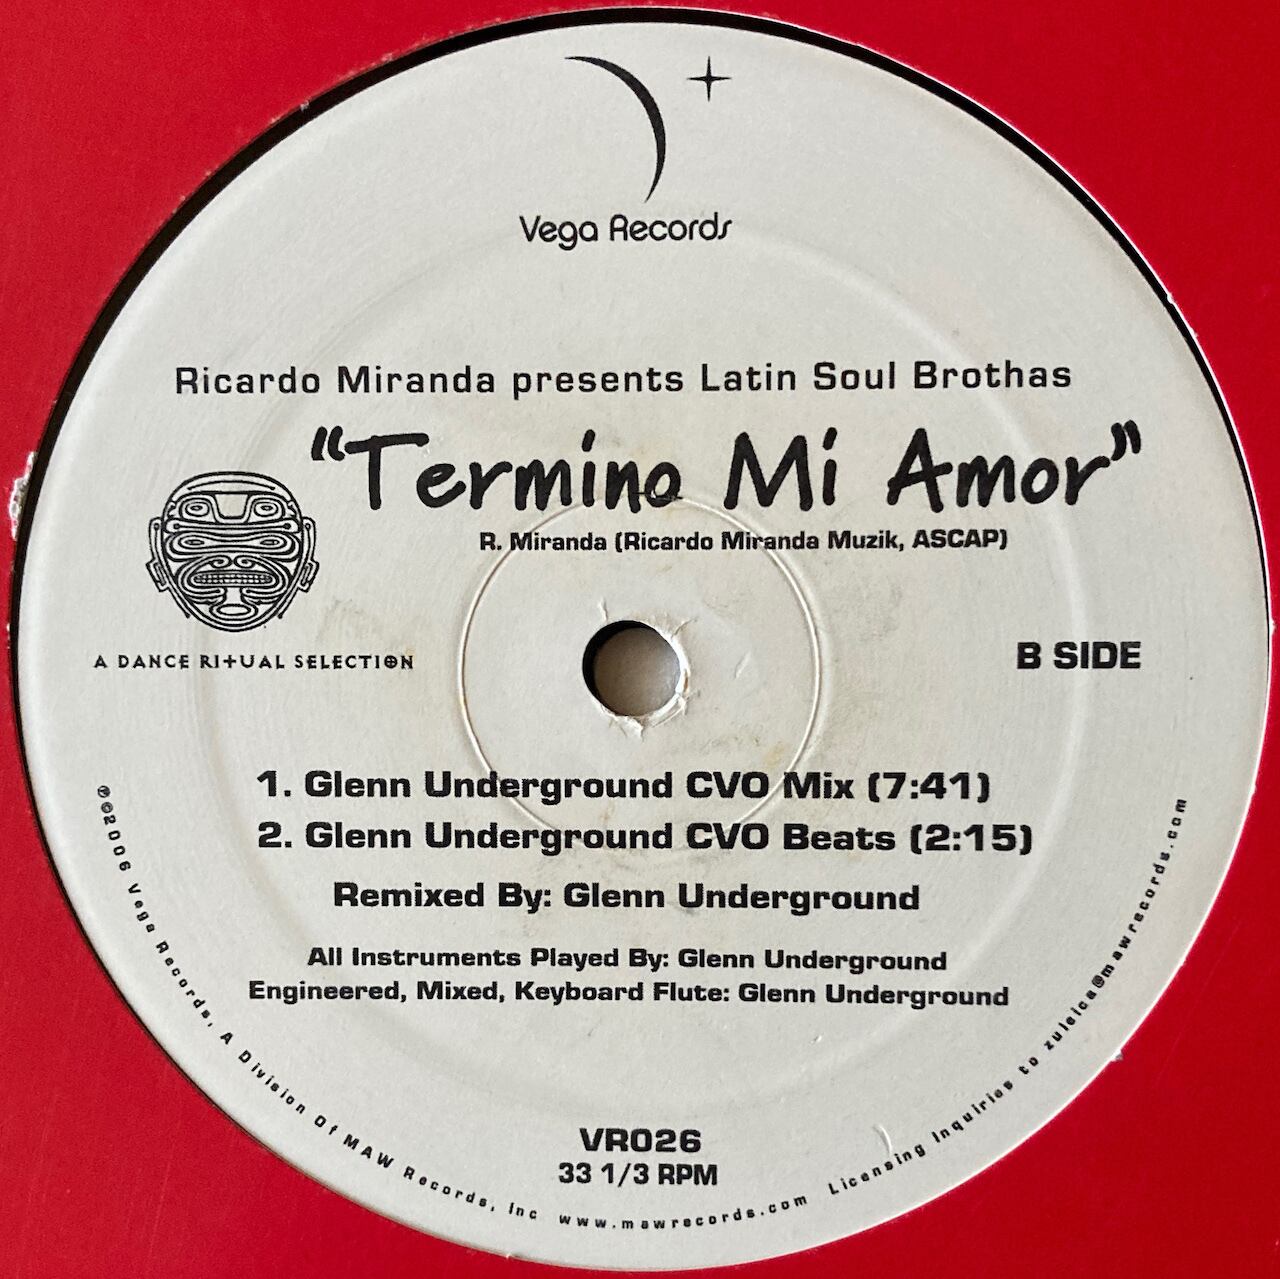 Vega Records
Ricardo Miranda presents Latin Soul Brothas
"Termino Mi Amor"
R. Miranda (Ricardo Miranda Muzik, ASCAP)
A DANCE RITUAL SELECTION
B SIDE
1. Glenn Underground CVO Mix (7:41)
2. Glenn Underground CVO Beats (2:15)
Remixed By: Glenn Underground
All Instruments Played By: Glenn Underground
Engineered, Mixed, Keyboard Flute: Glenn Underground
VR026
33 1/3 RPM
℗©2006 Vega Records, A Division Of MAW Records, Inc www.mawrecords.com Licensing Inquiries to zuleica@mawrecords.com